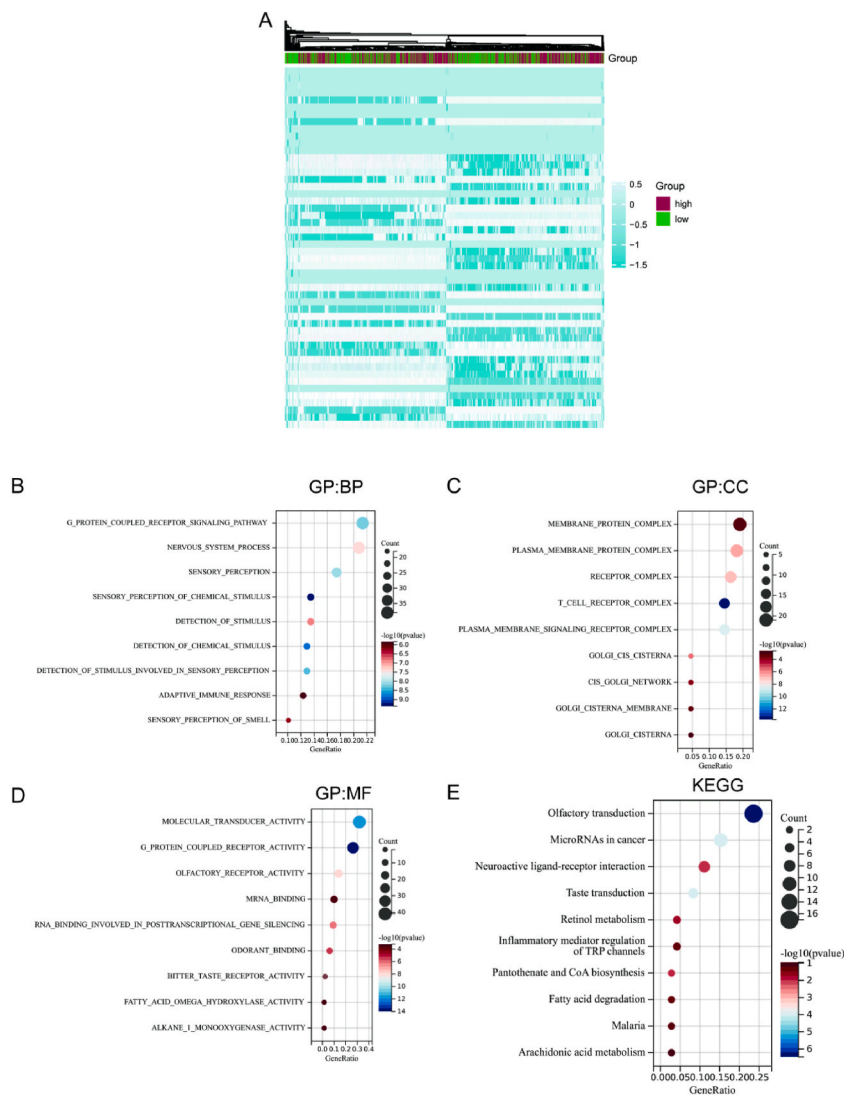 A
Group
0.5
0
−0.5
−1
−1.5
Group
high
low
B
GP:BP
G_PROTEIN_COUPLED_RECEPTOR_SIGNALING_PATHWAY
NERVOUS_SYSTEM_PROCESS
SENSORY_PERCEPTION
SENSORY_PERCEPTION_OF_CHEMICAL_STIMULUS
DETECTION_OF_STIMULUS
DETECTION_OF_CHEMICAL_STIMULUS
DETECTION_OF_STIMULUS_INVOLVED_IN_SENSORY_PERCEPTION
ADAPTIVE_IMMUNE_RESPONSE
SENSORY_PERCEPTION_OF_SMELL
0.100.120.140.160.180.200.22
GeneRatio
Count
20
25
30
35
-log10(pvalue)
6.0
6.5
7.0
7.5
8.0
8.5
9.0
C
GP:CC
MEMBRANE_PROTEIN_COMPLEX
PLASMA_MEMBRANE_PROTEIN_COMPLEX
RECEPTOR_COMPLEX
T_CELL_RECEPTOR_COMPLEX
PLASMA_MEMBRANE_SIGNALING_RECEPTOR_COMPLEX
GOLGI_CIS_CISTERNA
CIS_GOLGI_NETWORK
GOLGI_CISTERNA_MEMBRANE
GOLGI_CISTERNA
0.05 0.10 0.15 0.20
GeneRatio
Count
5
10
15
20
-log10(pvalue)
4
6
8
10
12
D
GP:MF
MOLECULAR_TRANSDUCER_ACTIVITY
G_PROTEIN_COUPLED_RECEPTOR_ACTIVITY
OLFACTORY_RECEPTOR_ACTIVITY
MRNA_BINDING
RNA_BINDING_INVOLVED_IN_POSTTRANSCRIPTIONAL_GENE_SILENCING
ODORANT_BINDING
BITTER_TASTE_RECEPTOR_ACTIVITY
FATTY_ACID_OMEGA_HYDROXYLASE_ACTIVITY
ALKANE_1_MONOOXYGENASE_ACTIVITY
0.0 0.1 0.2 0.3 0.4
GeneRatio
Count
10
20
30
40
-log10(pvalue)
4
6
8
10
12
14
E
KEGG
Olfactory transduction
MicroRNAs in cancer
Neuroactive ligand-receptor interaction
Taste transduction
Retinol metabolism
Inflammatory mediator regulation
of TRP channels
Pantothenate and CoA biosynthesis
Fatty acid degradation
Malaria
Arachidonic acid metabolism
0.000.050.100.150.200.25
GeneRatio
Count
2
4
6
8
10
12
14
16
-log10(pvalue)
1
2
3
4
5
6